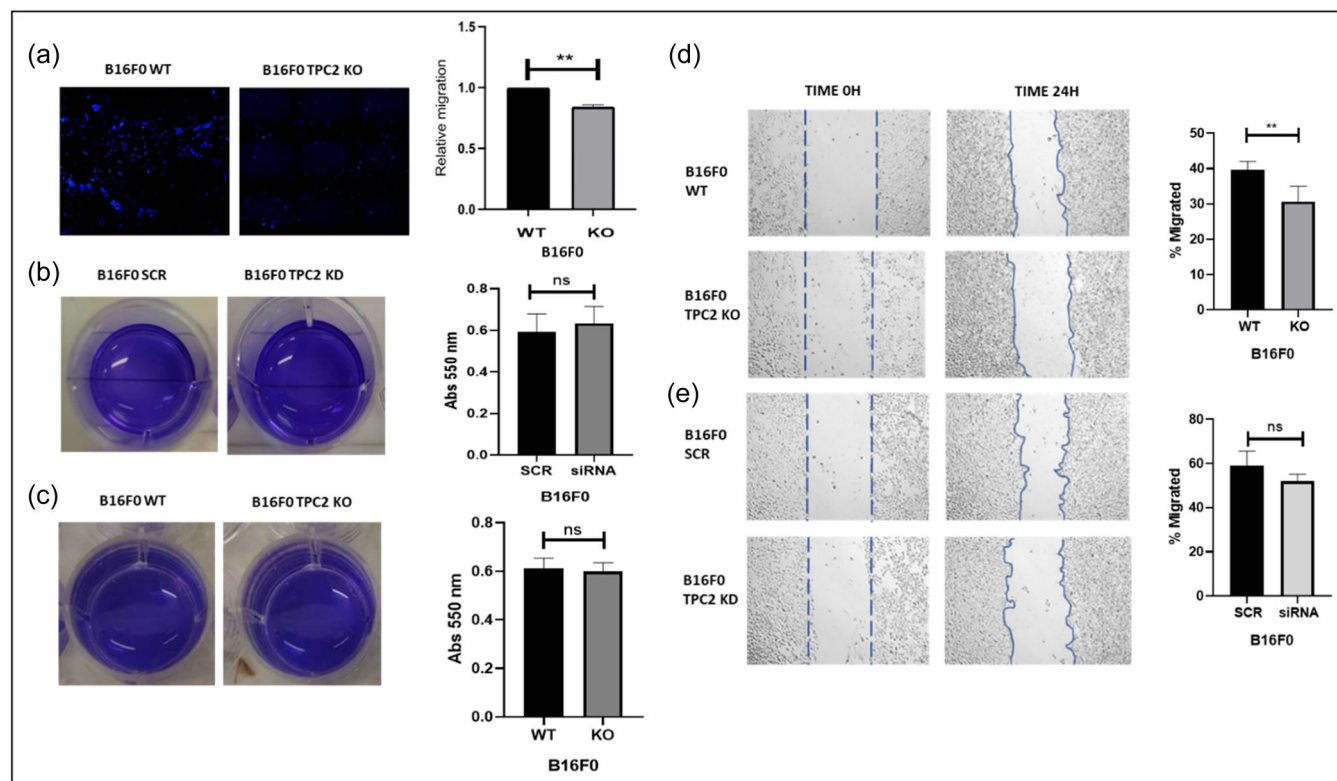 (a)
B16F0 WT
B16F0 TPC2 KO
Relative migration
1.5
1.0
0.5
0.0
**
WT
KO
B16F0
(b)
B16F0 SCR
B16F0 TPC2 KD
Abs 550 nm
0.8
0.6
0.4
0.2
0.0
ns
SCR
siRNA
B16F0
(c)
B16F0 WT
B16F0 TPC2 KO
Abs 550 nm
0.8
0.6
0.4
0.2
0.0
ns
WT
KO
B16F0
(d)
TIME 0H
TIME 24H
B16F0
WT
B16F0
TPC2 KO
% Migrated
50
40
30
20
10
0
**
WT
KO
B16F0
(e)
B16F0
SCR
B16F0
TPC2 KD
% Migrated
80
60
40
20
0
ns
SCR
siRNA
B16F0